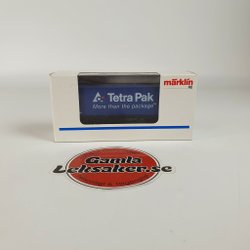 märklin
Tetra Pak
More than the package
Gamla
Leksaker.se